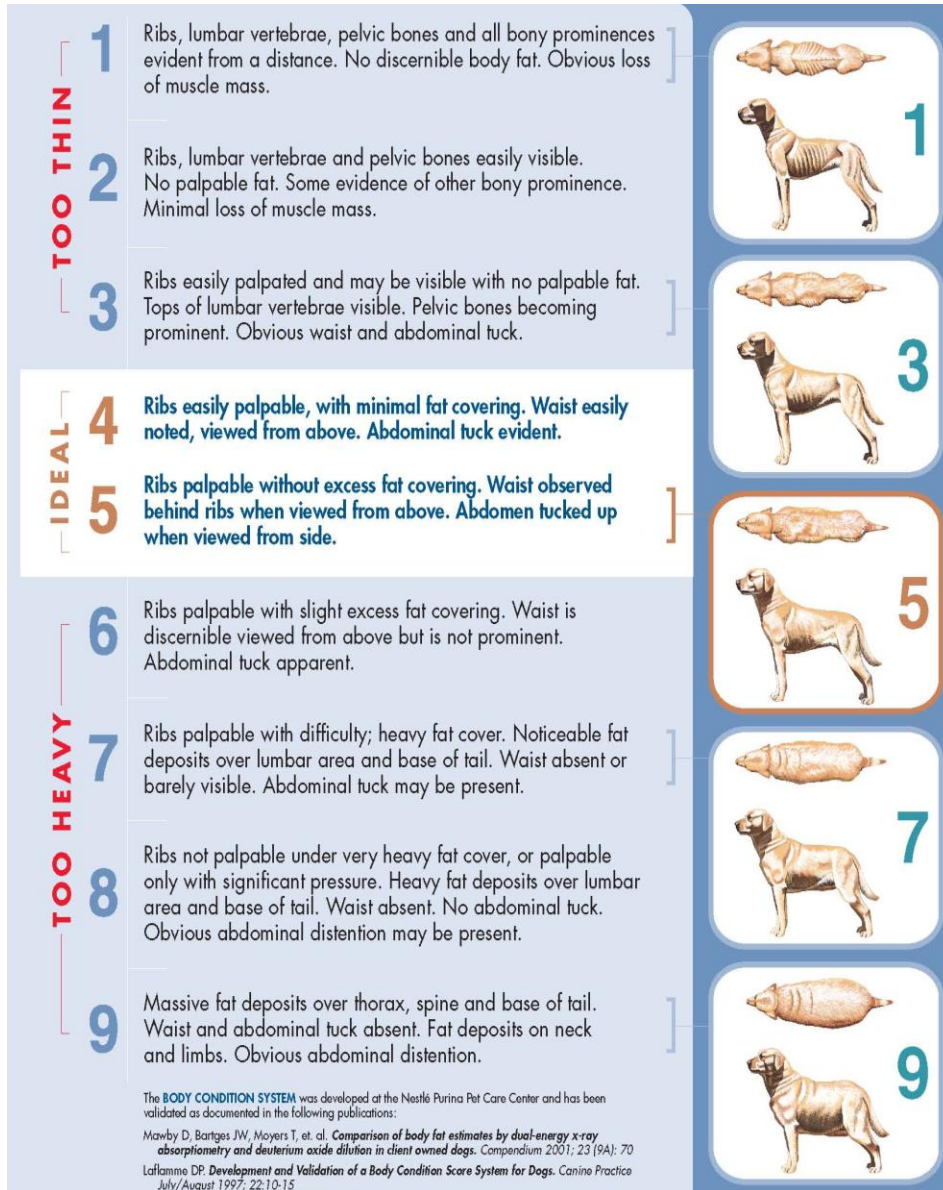 TOO THIN
1
Ribs, lumbar vertebrae, pelvic bones and all bony prominences
evident from a distance. No discernible body fat. Obvious loss
of muscle mass.
2
Ribs, lumbar vertebrae and pelvic bones easily visible.
No palpable fat. Some evidence of other bony prominence.
Minimal loss of muscle mass.
3
Ribs easily palpated and may be visible with no palpable fat.
Tops of lumbar vertebrae visible. Pelvic bones becoming
prominent. Obvious waist and abdominal tuck.
IDEAL
4
Ribs easily palpable, with minimal fat covering. Waist easily
noted, viewed from above. Abdominal tuck evident.
5
Ribs palpable without excess fat covering. Waist observed
behind ribs when viewed from above. Abdomen tucked up
when viewed from side.
TOO HEAVY
6
Ribs palpable with slight excess fat covering. Waist is
discernible viewed from above but is not prominent.
Abdominal tuck apparent.
7
Ribs palpable with difficulty; heavy fat cover. Noticeable fat
deposits over lumbar area and base of tail. Waist absent or
barely visible. Abdominal tuck may be present.
8
Ribs not palpable under very heavy fat cover, or palpable
only with significant pressure. Heavy fat deposits over lumbar
area and base of tail. Waist absent. No abdominal tuck.
Obvious abdominal distention may be present.
9
Massive fat deposits over thorax, spine and base of tail.
Waist and abdominal tuck absent. Fat deposits on neck
and limbs. Obvious abdominal distention.
The BODY CONDITION SYSTEM was developed at the Nestlé Purina Pet Care Center and has been
validated as documented in the following publications:
Mawby D, Bartges JW, Moyers T, et. al. Comparison of body fat estimates by dual-energy x-ray
absorptiometry and deuterium oxide dilution in client owned dogs. Compendium 2001; 23 (9A): 70
Laflamme DP. Development and Validation of a Body Condition Score System for Dogs. Canine Practice
July/August 1997; 22:10-15
1
3
5
7
9